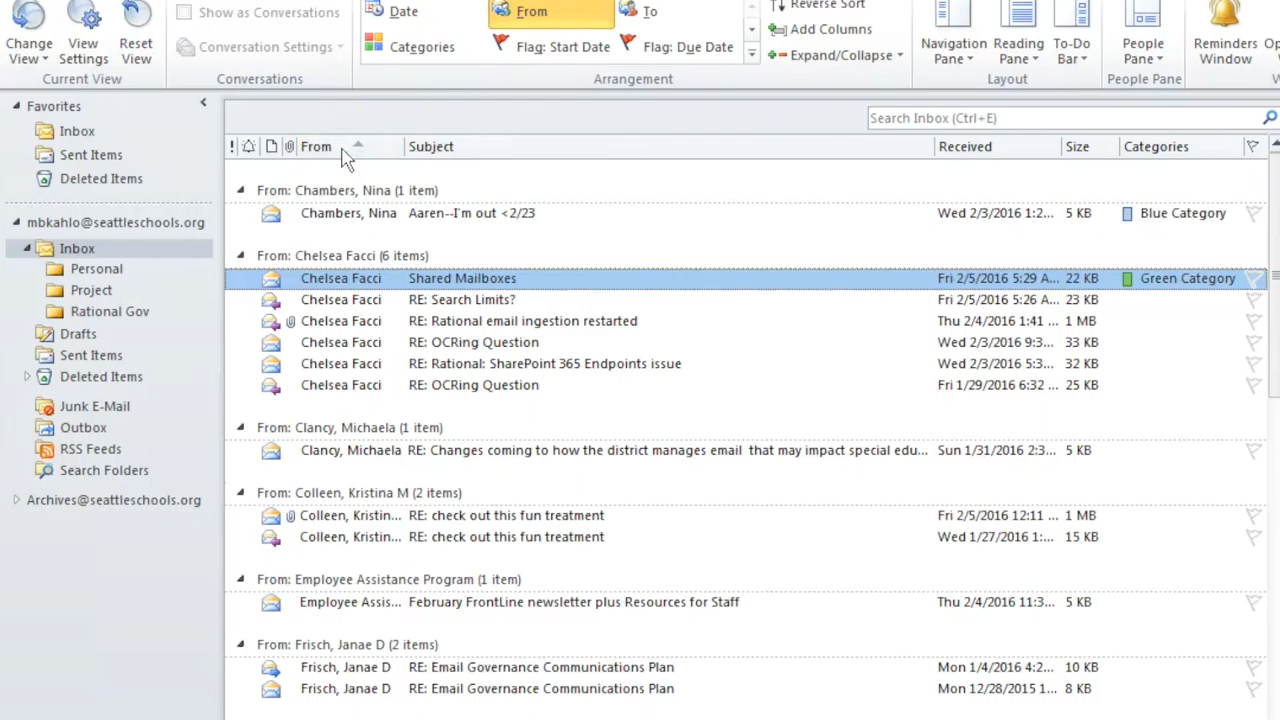 Show as Conversations
Date
From
To
Reverse Sort
Add Columns
Conversation Settings
Categories
Flag: Start Date
Flag: Due Date
Expand/Collapse
Change View
View Settings
Reset View
Navigation Pane
Reading Pane
To-Do Bar
People Pane
Reminders Window
Current View
Conversations
Arrangement
Layout
People Pane
Favorites
Inbox
Sent Items
Deleted Items
mbkahlo@seattleschools.org
Inbox
Personal
Project
Rational Gov
Drafts
Sent Items
Deleted Items
Junk E-Mail
Outbox
RSS Feeds
Search Folders
Archives@seattleschools.org
Search Inbox (Ctrl+E)
! From Subject Received Size Categories
From: Chambers, Nina (1 item)
Chambers, Nina Aaren--I'm out <2/23 Wed 2/3/2016 1:2... 5 KB Blue Category
From: Chelsea Facci (6 items)
Chelsea Facci Shared Mailboxes Fri 2/5/2016 5:29 A... 22 KB Green Category
Chelsea Facci RE: Search Limits? Fri 2/5/2016 5:26 A... 23 KB
Chelsea Facci RE: Rational email ingestion restarted Thu 2/4/2016 1:41 ... 1 MB
Chelsea Facci RE: OCRing Question Wed 2/3/2016 9:3... 33 KB
Chelsea Facci RE: Rational: SharePoint 365 Endpoints issue Wed 2/3/2016 5:3... 32 KB
Chelsea Facci RE: OCRing Question Fri 1/29/2016 6:32 ... 25 KB
From: Clancy, Michaela (1 item)
Clancy, Michaela RE: Changes coming to how the district manages email that may impact special edu... Sun 1/31/2016 2:3... 5 KB
From: Colleen, Kristina M (2 items)
Colleen, Kristin... RE: check out this fun treatment Fri 2/5/2016 12:11 ... 1 MB
Colleen, Kristin... RE: check out this fun treatment Wed 1/27/2016 1:... 15 KB
From: Employee Assistance Program (1 item)
Employee Assis... February FrontLine newsletter plus Resources for Staff Thu 2/4/2016 11:3... 5 KB
From: Frisch, Janae D (2 items)
Frisch, Janae D RE: Email Governance Communications Plan Mon 1/4/2016 4:2... 10 KB
Frisch, Janae D RE: Email Governance Communications Plan Mon 12/28/2015 1... 8 KB